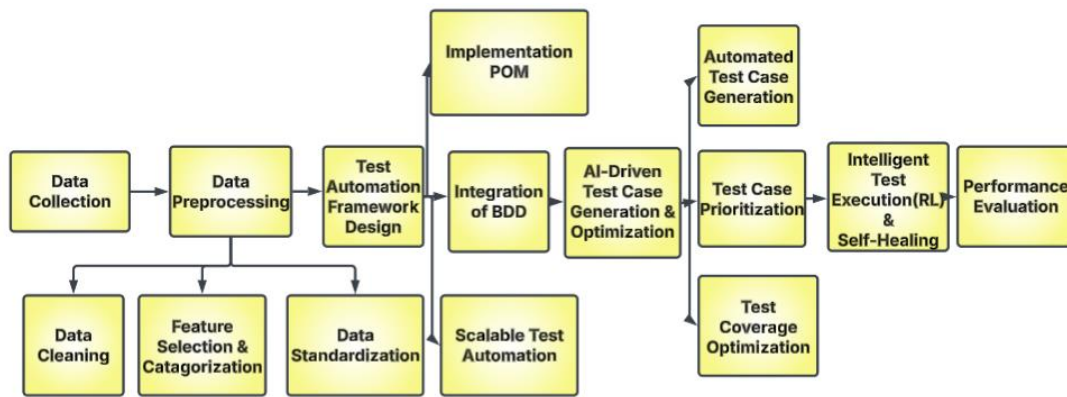 Implementation
POM
Automated
Test Case
Generation
Data
Collection
Data
Preprocessing
Test
Automation
Framework
Design
Integration
of BDD
AI-Driven
Test Case
Generation &
Optimization
Test Case
Prioritization
Intelligent
Test
Execution(RL)
&
Self-Healing
Performance
Evaluation
Data
Cleaning
Feature
Selection &
Catagorization
Data
Standardization
Scalable Test
Automation
Test
Coverage
Optimization